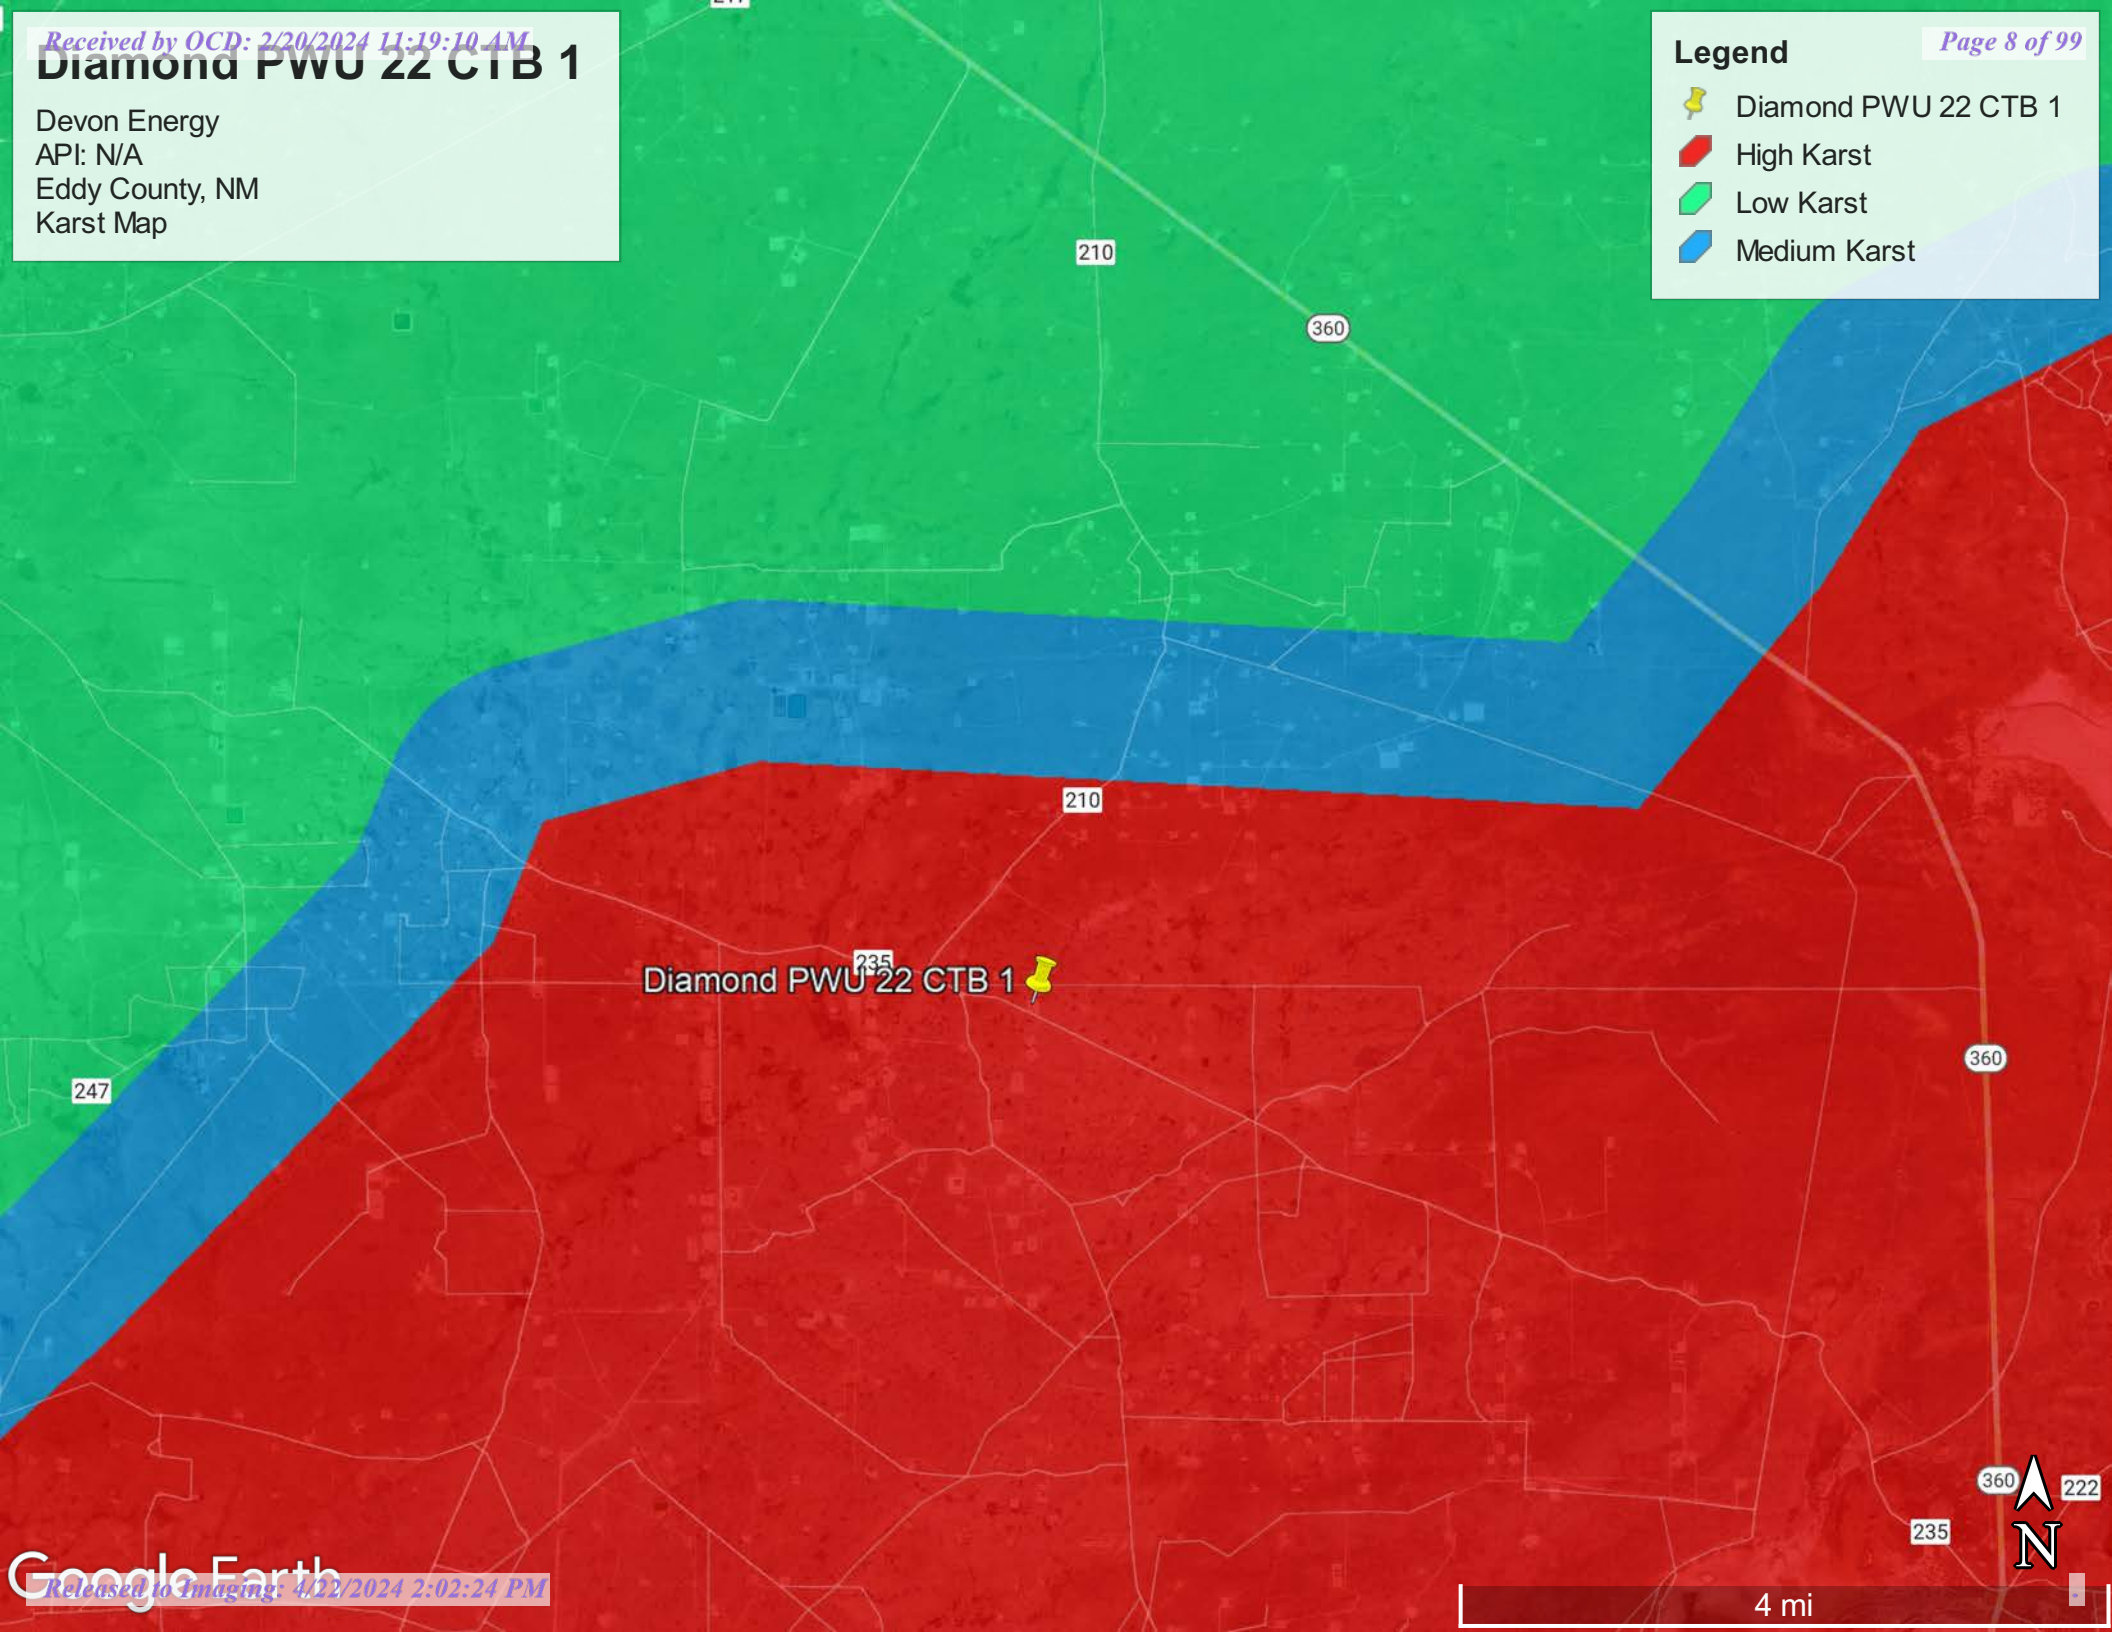 Received by OCD: 2/20/2024 11:19:10 AM
Page 8 of 99
Diamond PWU 22 CTB 1
Devon Energy
API: N/A
Eddy County, NM
Karst Map
Legend
Diamond PWU 22 CTB 1
High Karst
Low Karst
Medium Karst
210
360
210
235
Diamond PWU 22 CTB 1
360
247
360
222
235
N
Google Earth
Released to Imaging: 4/22/2024 2:02:24 PM
4 mi